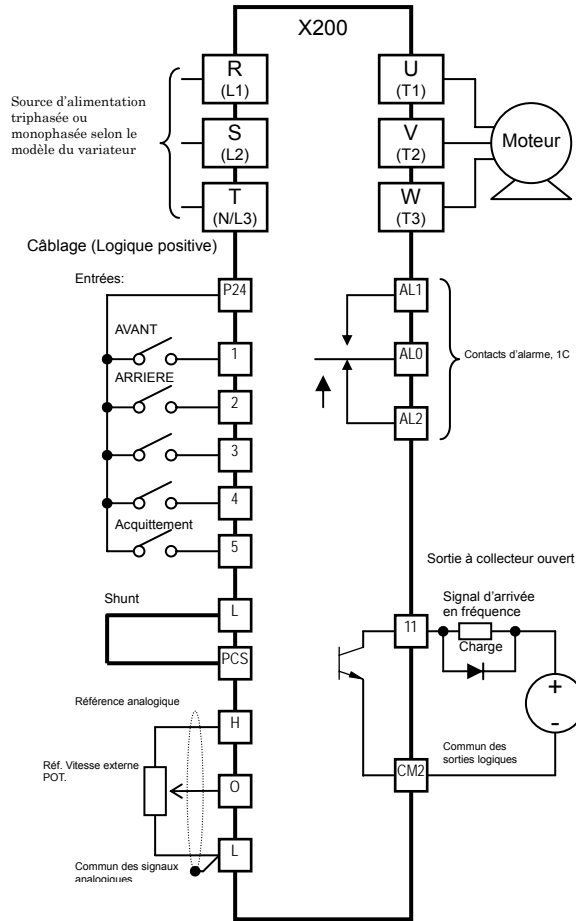 X200
R
(L1)
S
(L2)
T
(N/L3)
U
(T1)
V
(T2)
W
(T3)
Moteur
Source d'alimentation
triphasée ou
monophasée selon le
modèle du variateur
Câblage (Logique positive)
Entrées:
P24
AVANT
1
ARRIERE
2
3
4
Acquittement
5
AL1
AL0
AL2
Contacts d'alarme, 1C
Shunt
L
PCS
Sortie à collecteur ouvert
Signal d'arrivée
en fréquence
11
Charge
+
-
Commun des
sorties logiques
CM2
Référence analogique
H
Réf. Vitesse externe
POT.
O
L
Commun des signaux
analogiques